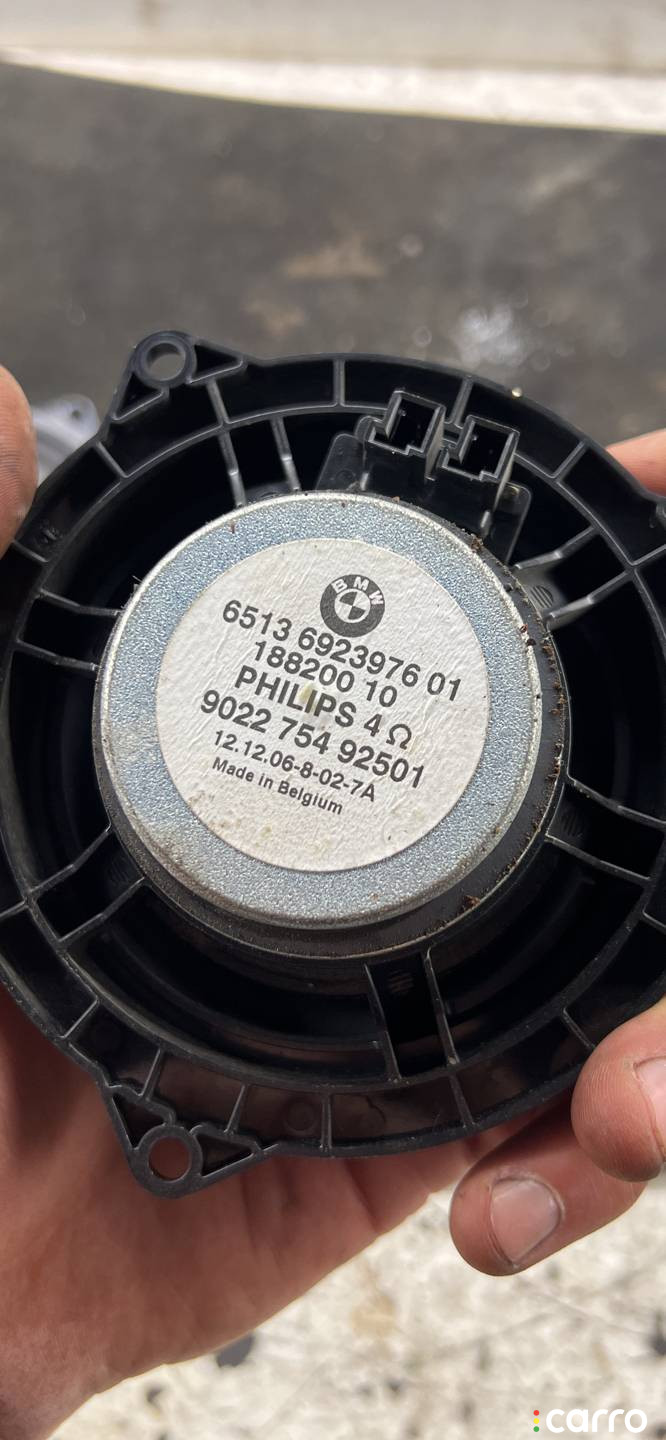 BMW
6513 6923976 01
188200 10
PHILIPS 4 Ω
9022 754 92501
12.12.06-8-02-7A
Made in Belgium
carro